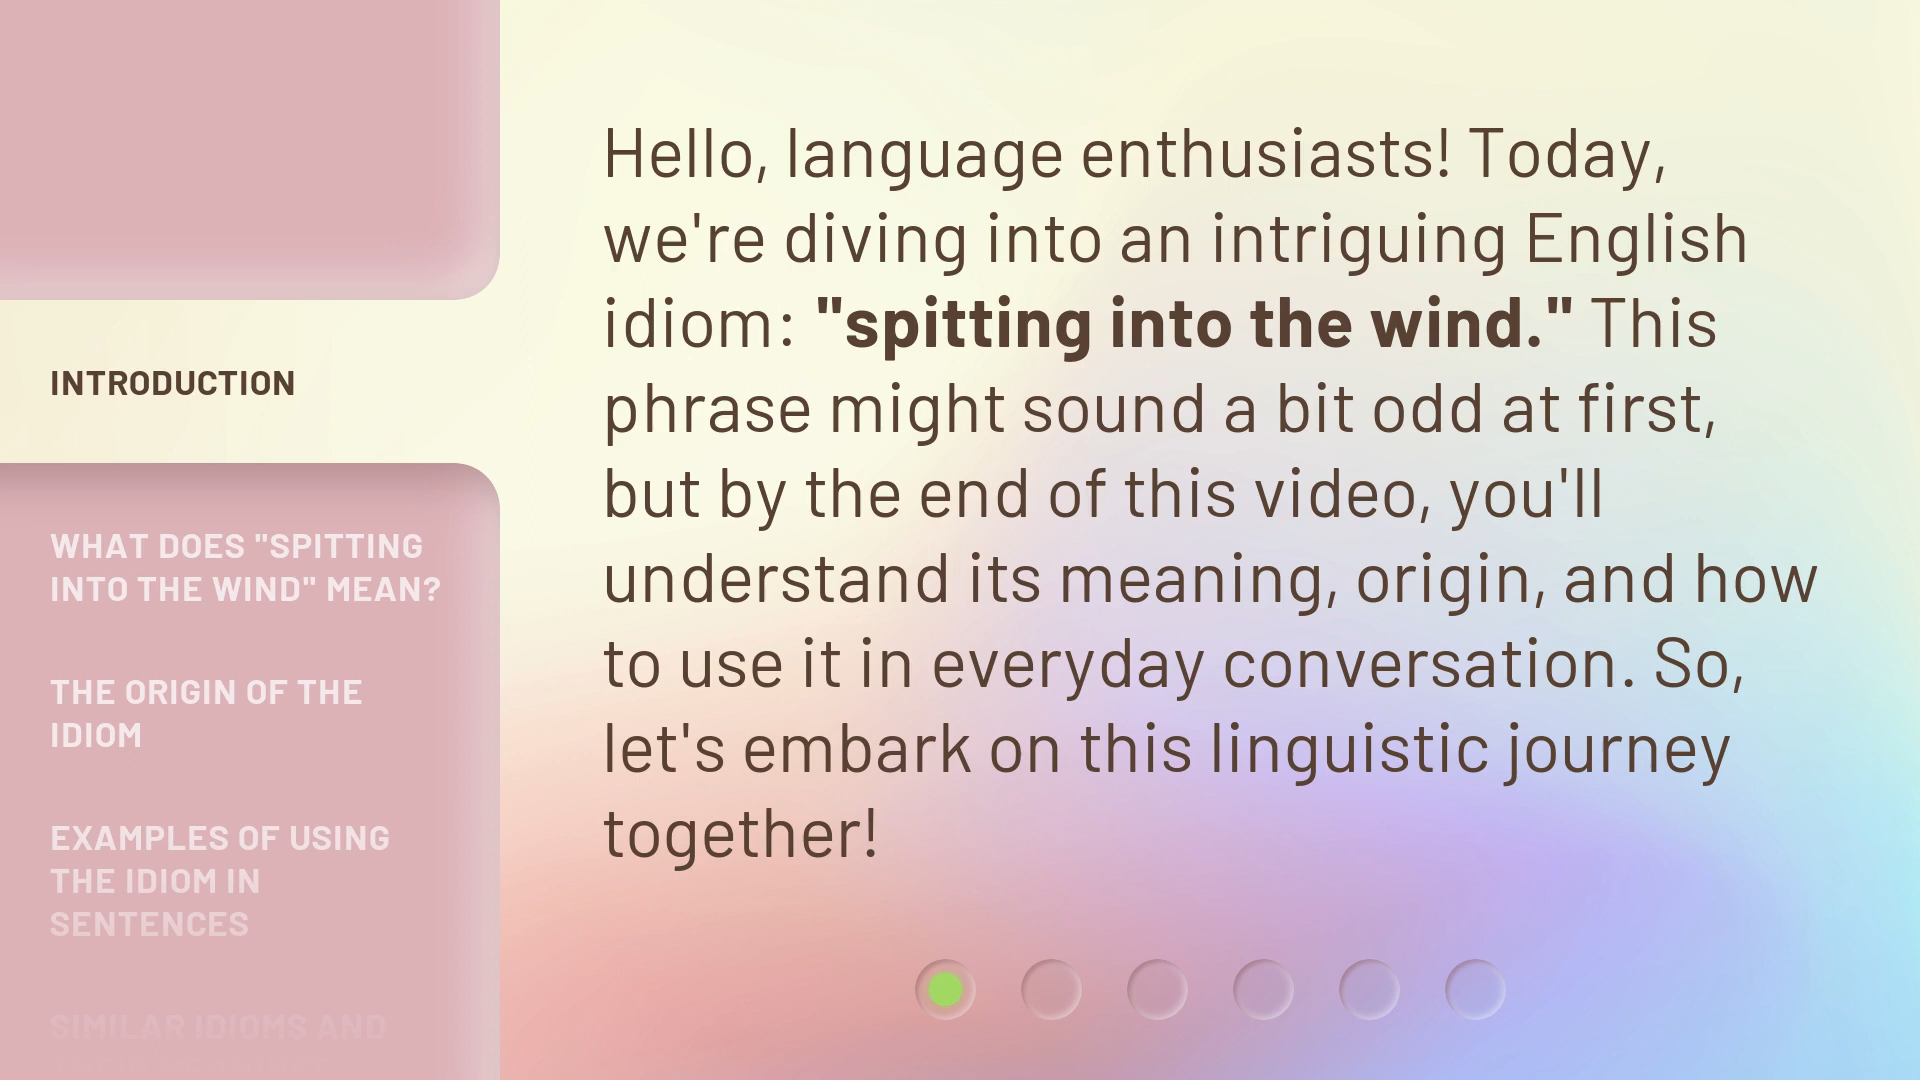 INTRODUCTION
WHAT DOES "SPITTING
INTO THE WIND" MEAN?
THE ORIGIN OF THE
IDIOM
EXAMPLES OF USING
THE IDIOM IN
SENTENCES
SIMILAR IDIOMS AND
Hello, language enthusiasts! Today,
we're diving into an intriguing English
idiom: "spitting into the wind." This
phrase might sound a bit odd at first,
but by the end of this video, you'll
understand its meaning, origin, and how
to use it in everyday conversation. So,
let's embark on this linguistic journey
together!